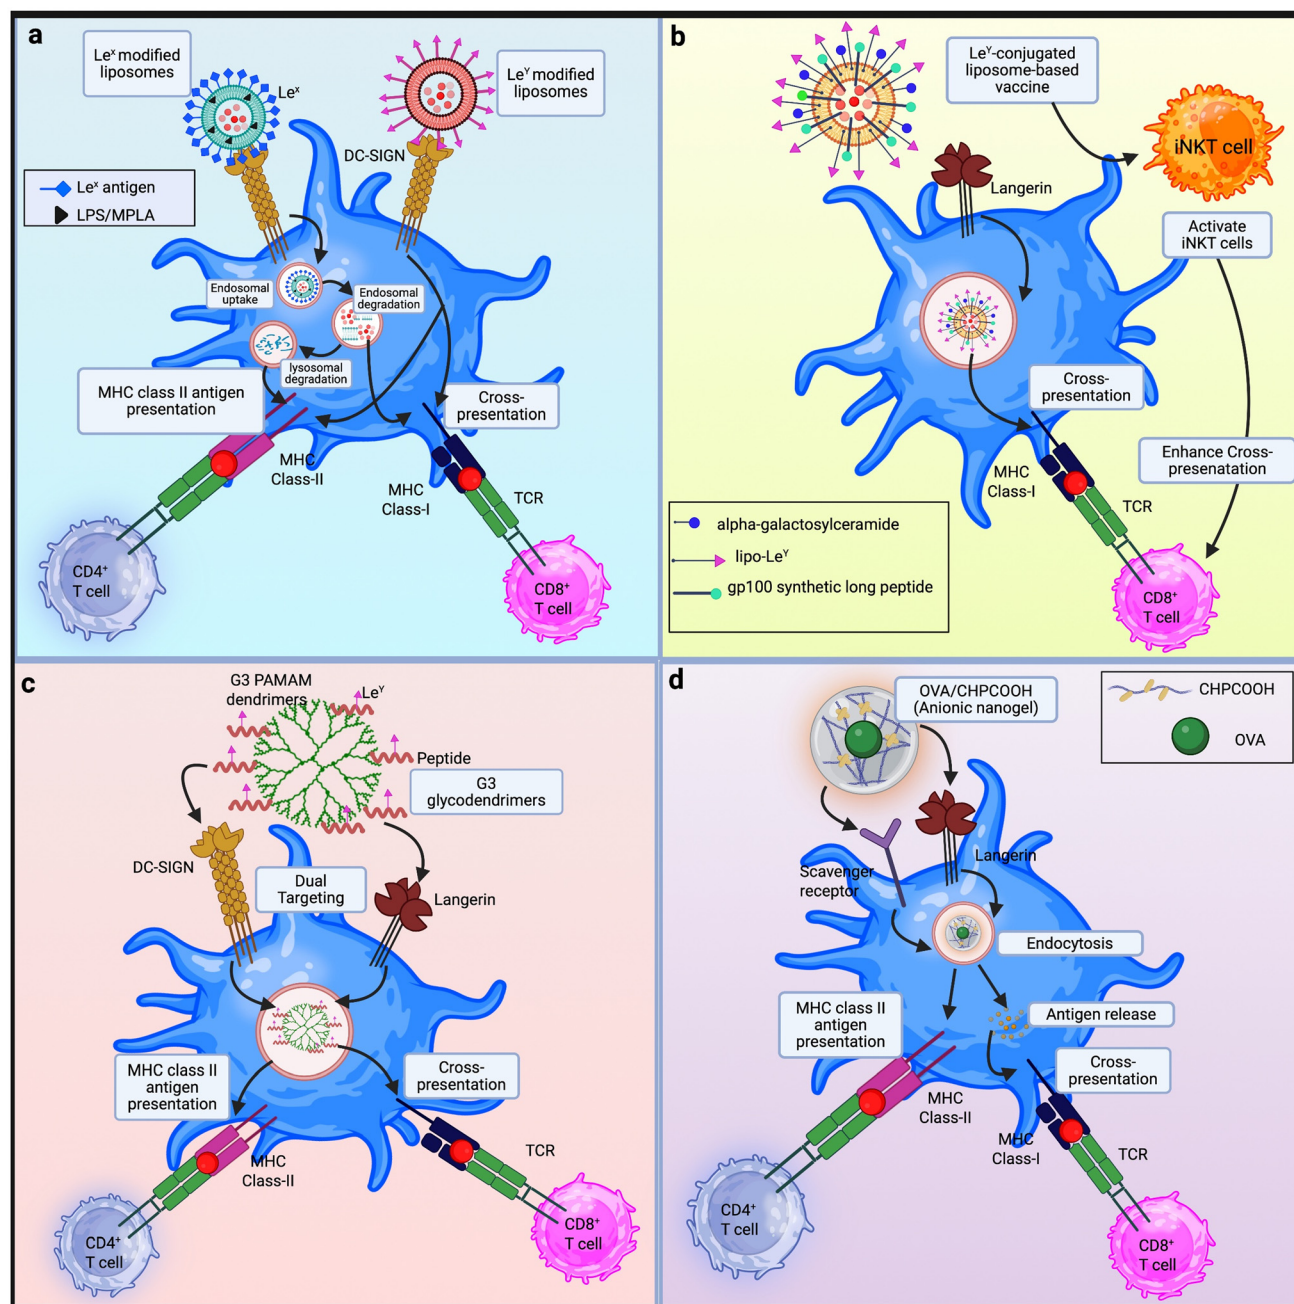 a
Leˣ modified
liposomes
Leˣ
Leʸ modified
liposomes
DC-SIGN
Leˣ antigen
LPS/MPLA
Endosomal
uptake
Endosomal
degradation
lysosomal
degradation
MHC class II antigen
presentation
Cross-
presentation
MHC
Class-II
MHC
Class-I
TCR
CD4⁺
T cell
CD8⁺
T cell
b
Leʸ-conjugated
liposome-based
vaccine
iNKT cell
Langerin
Activate
iNKT cells
Cross-
presentation
Enhance Cross-
presenatation
MHC
Class-I
TCR
alpha-galactosylceramide
lipo-Leʸ
gp100 synthetic long peptide
CD8⁺
T cell
c
G3 PAMAM
dendrimers
Leʸ
Peptide
G3
glycodendrimers
DC-SIGN
Dual
Targeting
Langerin
MHC class II
antigen
presentation
Cross-
presentation
MHC
Class-II
TCR
CD4⁺
T cell
CD8⁺
T cell
d
OVA/CHPCOOH
(Anionic nanogel)
CHPCOOH
OVA
Scavenger
receptor
Langerin
Endocytosis
MHC class II
antigen
presentation
Antigen release
Cross-
presentation
MHC
Class-II
MHC
Class-I
TCR
CD4⁺
T cell
CD8⁺
T cell